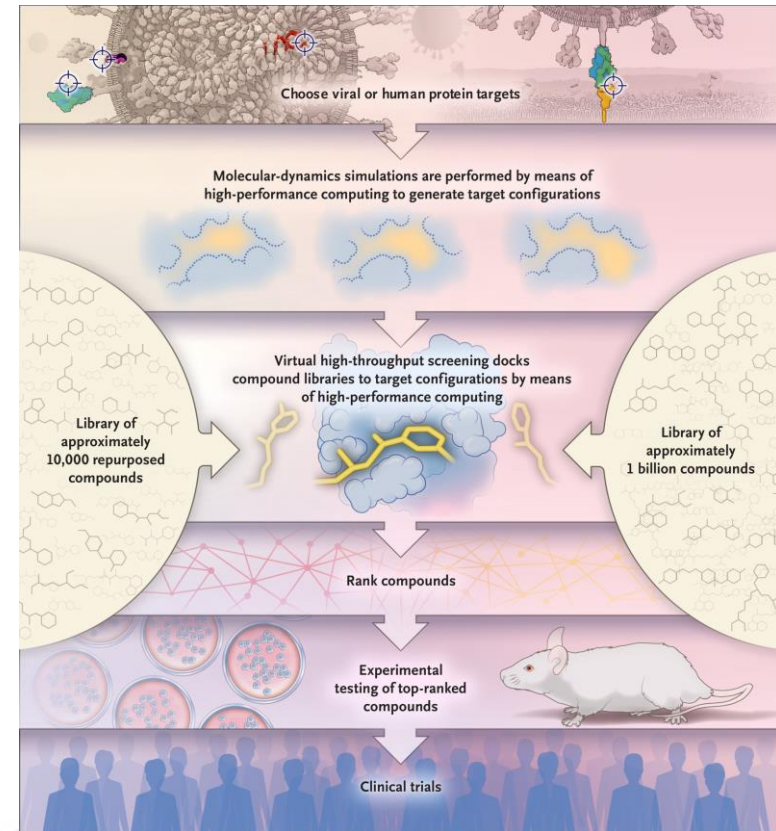 Choose viral or human protein targets
Molecular-dynamics simulations are performed by means of
high-performance computing to generate target configurations
Virtual high-throughput screening docks
compound libraries to target configurations by means
of high-performance computing
Library of
approximately
10,000 repurposed
compounds
Library of
approximately
1 billion compounds
Rank compounds
Experimental
testing of top-ranked
compounds
Clinical trials